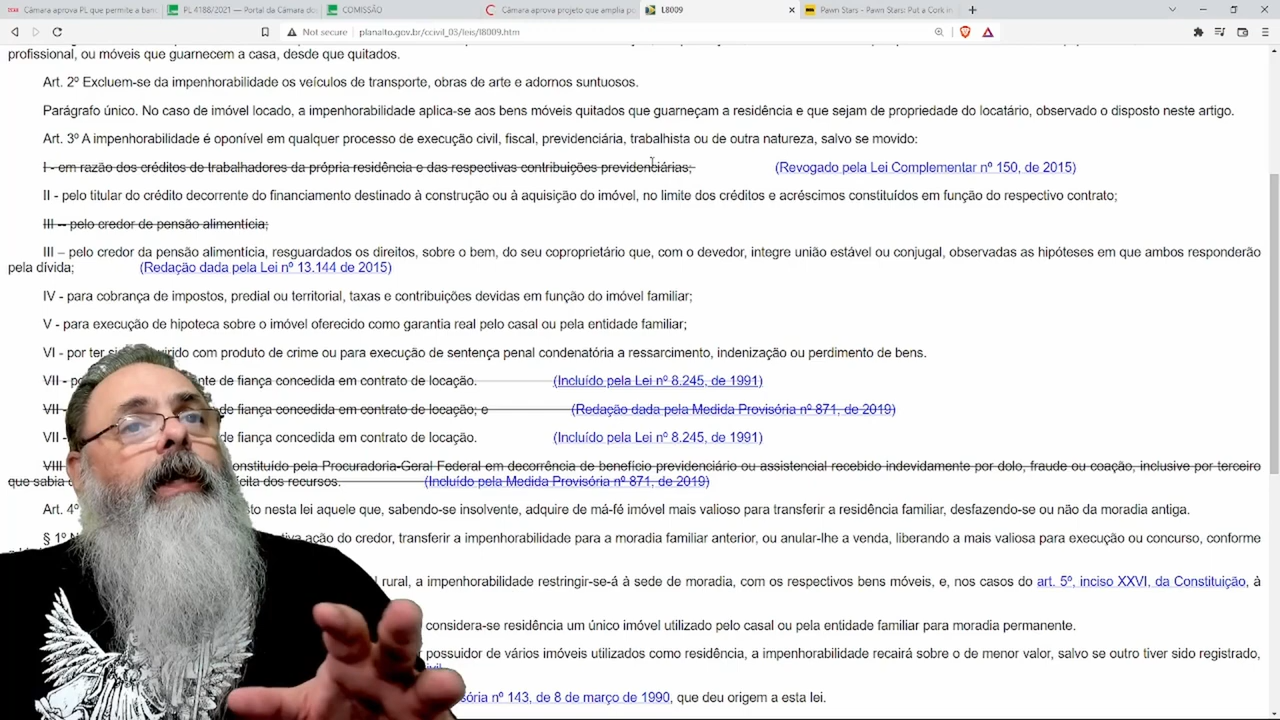 Câmara aprova PL que permite a banc
PL 4188/2021 — Portal da Câmara dos
COMISSÃO
Câmara aprova projeto que amplia po
L8009
Pawn Stars - Pawn Stars: Put a Cork in
Not secure
planalto.gov.br/ccivil_03/leis/l8009.htm
profissional, ou móveis que guarnecem a casa, desde que quitados.
Art. 2º Excluem-se da impenhorabilidade os veículos de transporte, obras de arte e adornos suntuosos.
Parágrafo único. No caso de imóvel locado, a impenhorabilidade aplica-se aos bens móveis quitados que guarneçam a residência e que sejam de propriedade do locatário, observado o disposto neste artigo.
Art. 3º A impenhorabilidade é oponível em qualquer processo de execução civil, fiscal, previdenciária, trabalhista ou de outra natureza, salvo se movido:
I - em razão dos créditos de trabalhadores da própria residência e das respectivas contribuições previdenciárias; (Revogado pela Lei Complementar nº 150, de 2015)
II - pelo titular do crédito decorrente do financiamento destinado à construção ou à aquisição do imóvel, no limite dos créditos e acréscimos constituídos em função do respectivo contrato;
III -- pelo credor de pensão alimentícia;
III – pelo credor da pensão alimentícia, resguardados os direitos, sobre o bem, do seu coproprietário que, com o devedor, integre união estável ou conjugal, observadas as hipóteses em que ambos responderão
pela dívida; (Redação dada pela Lei nº 13.144 de 2015)
IV - para cobrança de impostos, predial ou territorial, taxas e contribuições devidas em função do imóvel familiar;
V - para execução de hipoteca sobre o imóvel oferecido como garantia real pelo casal ou pela entidade familiar;
VI - por ter produto de crime ou para execução de sentença penal condenatória a ressarcimento, indenização ou perdimento de bens.
VII - de fiança concedida em contrato de locação. (Incluído pela Lei nº 8.245, de 1991)
VII de fiança concedida em contrato de locação; e (Redação dada pela Medida Provisória nº 871, de 2019)
VII de fiança concedida em contrato de locação. (Incluído pela Lei nº 8.245, de 1991)
VIII constituído pela Procuradoria-Geral Federal em decorrência de benefício previdenciário ou assistencial recebido indevidamente por dolo, fraude ou coação, inclusive por terceiro
que sabia dos recursos. (Incluído pela Medida Provisória nº 871, de 2019)
Art. 4º nesta lei aquele que, sabendo-se insolvente, adquire de má-fé imóvel mais valioso para transferir a residência familiar, desfazendo-se ou não da moradia antiga.
§ 1º ação do credor, transferir a impenhorabilidade para a moradia familiar anterior, ou anular-lhe a venda, liberando a mais valiosa para execução ou concurso, conforme
rural, a impenhorabilidade restringir-se-á à sede de moradia, com os respectivos bens móveis, e, nos casos do art. 5º, inciso XXVI, da Constituição, à
considera-se residência um único imóvel utilizado pelo casal ou pela entidade familiar para moradia permanente.
possuidor de vários imóveis utilizados como residência, a impenhorabilidade recairá sobre o de menor valor, salvo se outro tiver sido registrado,
nº 143, de 8 de março de 1990, que deu origem a esta lei.